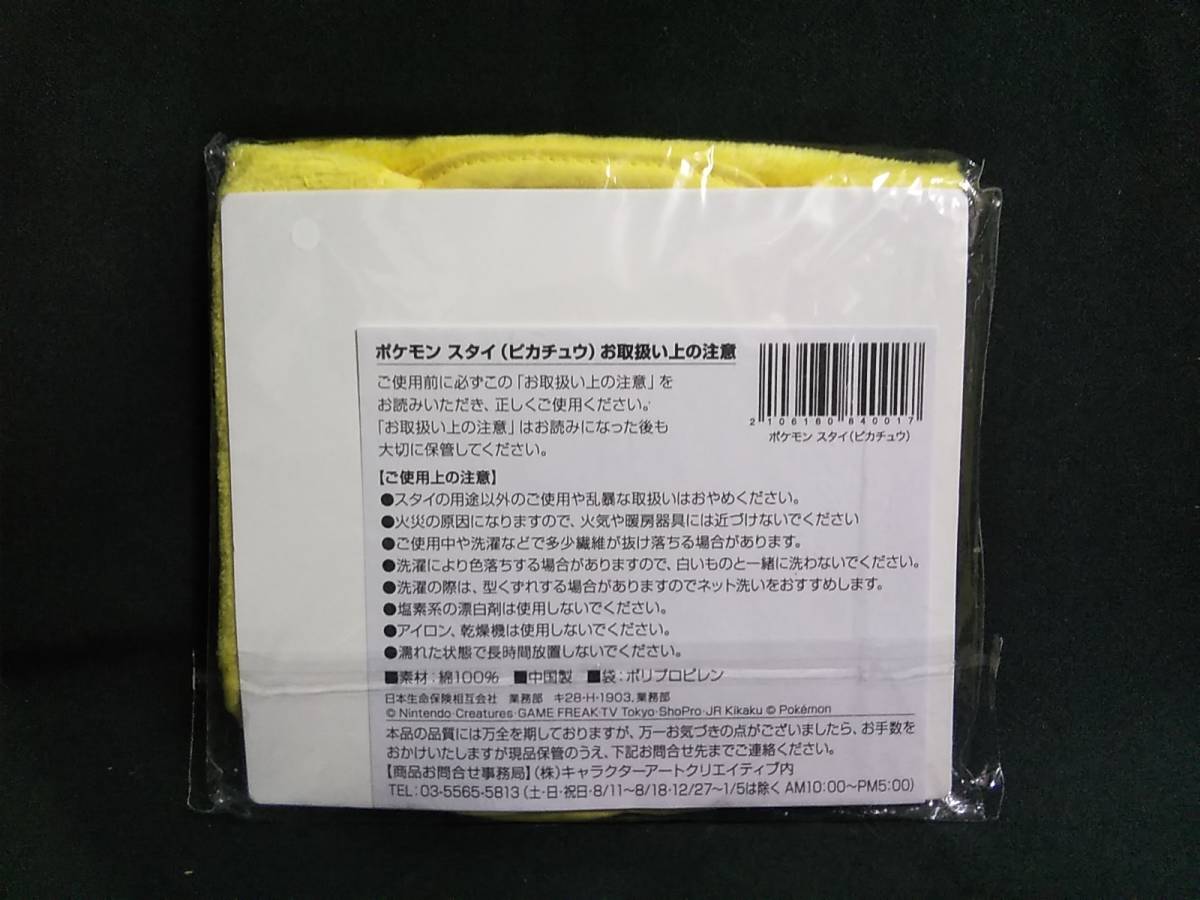 ポケモン スタイ(ピカチュウ)お取扱い上の注意
ご使用前に必ずこの「お取扱い上の注意」を
お読みいただき、正しくご使用ください。
「お取扱い上の注意」はお読みになった後も
大切に保管してください。
2106160840017
ポケモン スタイ(ピカチュウ)
【ご使用上の注意】
●スタイの用途以外のご使用や乱暴な取扱いはおやめください。
●火災の原因になりますので、火気や暖房器具には近づけないでください
●ご使用中や洗濯などで多少繊維が抜け落ちる場合があります。
●洗濯により色落ちする場合がありますので、白いものと一緒に洗わないでください。
●洗濯の際は、型くずれする場合がありますのでネット洗いをおすすめします。
●塩素系の漂白剤は使用しないでください。
●アイロン、乾燥機は使用しないでください。
●濡れた状態で長時間放置しないでください。
■素材:綿100% ■中国製 ■袋:ポリプロピレン
日本生命保険相互会社 業務部 キ28-H-1903,業務部
©Nintendo·Creatures·GAME FREAK·TV Tokyo·ShoPro·JR Kikaku ©Pokémon
本品の品質には万全を期しておりますが、万一お気づきの点がございましたら、お手数を
おかけいたしますが現品保管のうえ、下記お問合せ先までご連絡ください。
【商品お問合せ事務局】(株)キャラクターアートクリエイティブ内
TEL:03-5565-5813(土・日・祝日・8/11〜8/18・12/27〜1/5は除く AM10:00〜PM5:00)